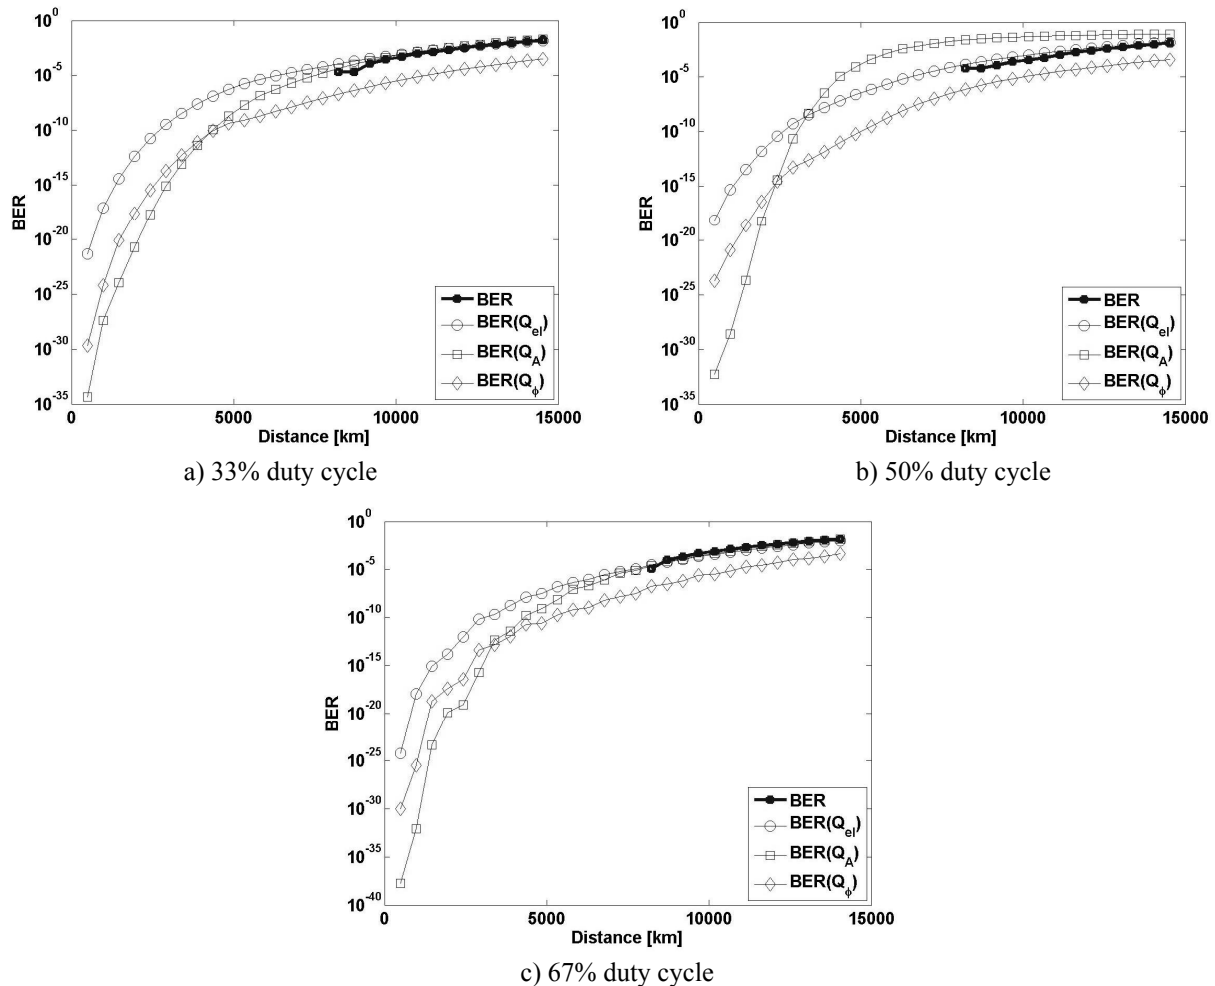 10^0
10^-5
10^-10
10^-15
10^-20
10^-25
10^-30
10^-35
BER
0 5000 10000 15000
Distance [km]
BER
BER(Q_el)
BER(Q_A)
BER(Q_ϕ)
a) 33% duty cycle
10^0
10^-5
10^-10
10^-15
10^-20
10^-25
10^-30
10^-35
BER
0 5000 10000 15000
Distance [km]
BER
BER(Q_el)
BER(Q_A)
BER(Q_ϕ)
b) 50% duty cycle
10^0
10^-5
10^-10
10^-15
10^-20
10^-25
10^-30
10^-35
10^-40
BER
0 5000 10000 15000
Distance [km]
BER
BER(Q_el)
BER(Q_A)
BER(Q_ϕ)
c) 67% duty cycle